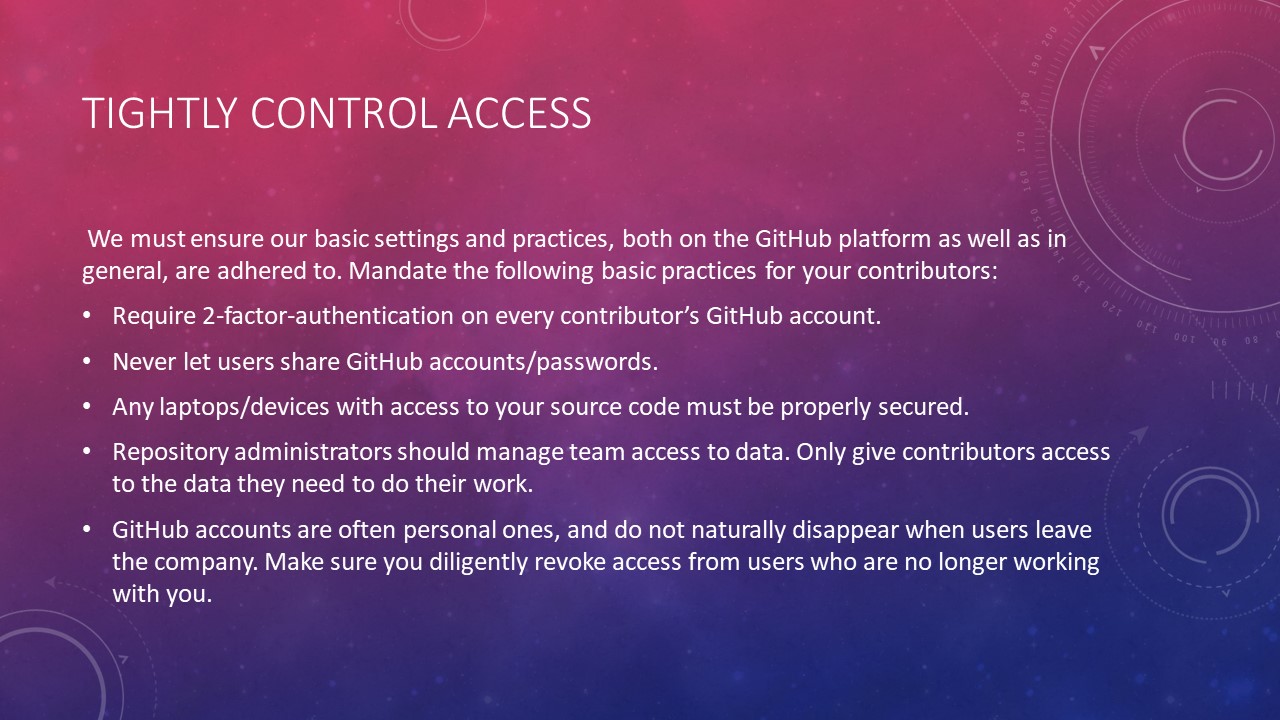 TIGHTLY CONTROL ACCESS
We must ensure our basic settings and practices, both on the GitHub platform as well as in
general, are adhered to. Mandate the following basic practices for your contributors:
• Require 2-factor-authentication on every contributor’s GitHub account.
• Never let users share GitHub accounts/passwords.
• Any laptops/devices with access to your source code must be properly secured.
• Repository administrators should manage team access to data. Only give contributors access
to the data they need to do their work.
• GitHub accounts are often personal ones, and do not naturally disappear when users leave
the company. Make sure you diligently revoke access from users who are no longer working
with you.